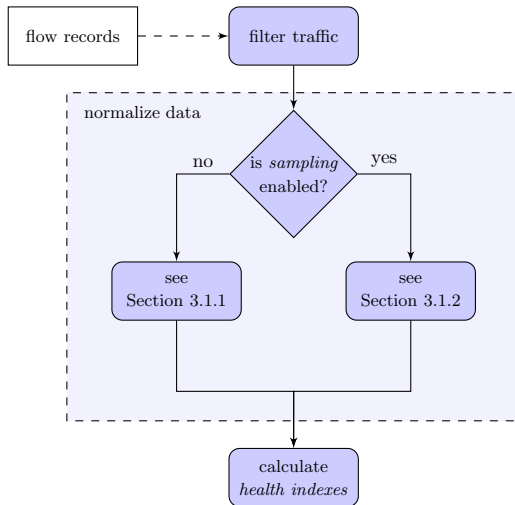 flow records
filter traffic
normalize data
is sampling
enabled?
no
yes
see
Section 3.1.1
see
Section 3.1.2
calculate
health indexes